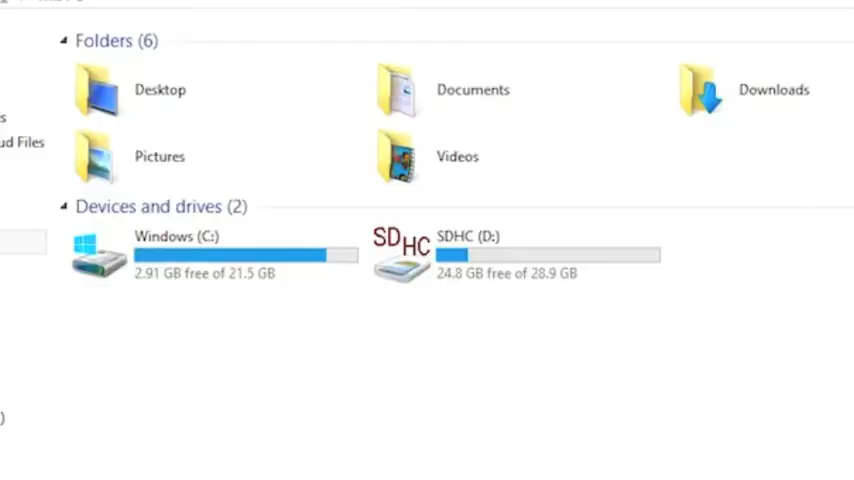 Folders (6)
Desktop
Documents
Downloads
s
ud Files
Pictures
Videos
Devices and drives (2)
Windows (C:)
2.91 GB free of 21.5 GB
SDHC
SDHC (D:)
24.8 GB free of 28.9 GB
)